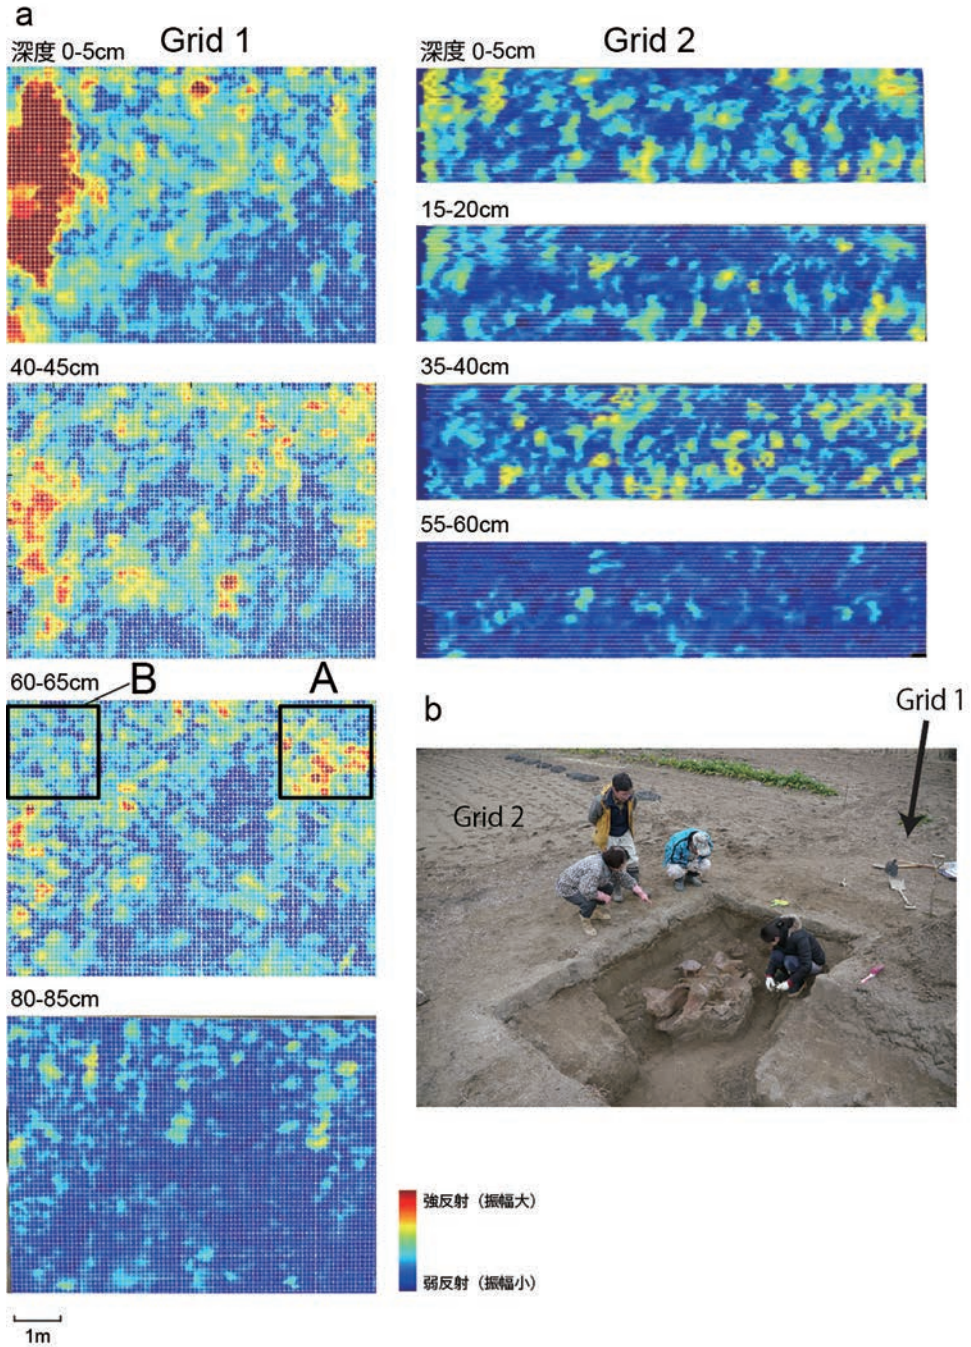 a
Grid 1
深度 0-5cm
40-45cm
60-65cm
B
A
80-85cm
1m
Grid 2
深度 0-5cm
15-20cm
35-40cm
55-60cm
b
Grid 1
Grid 2
強反射（振幅大）
弱反射（振幅小）